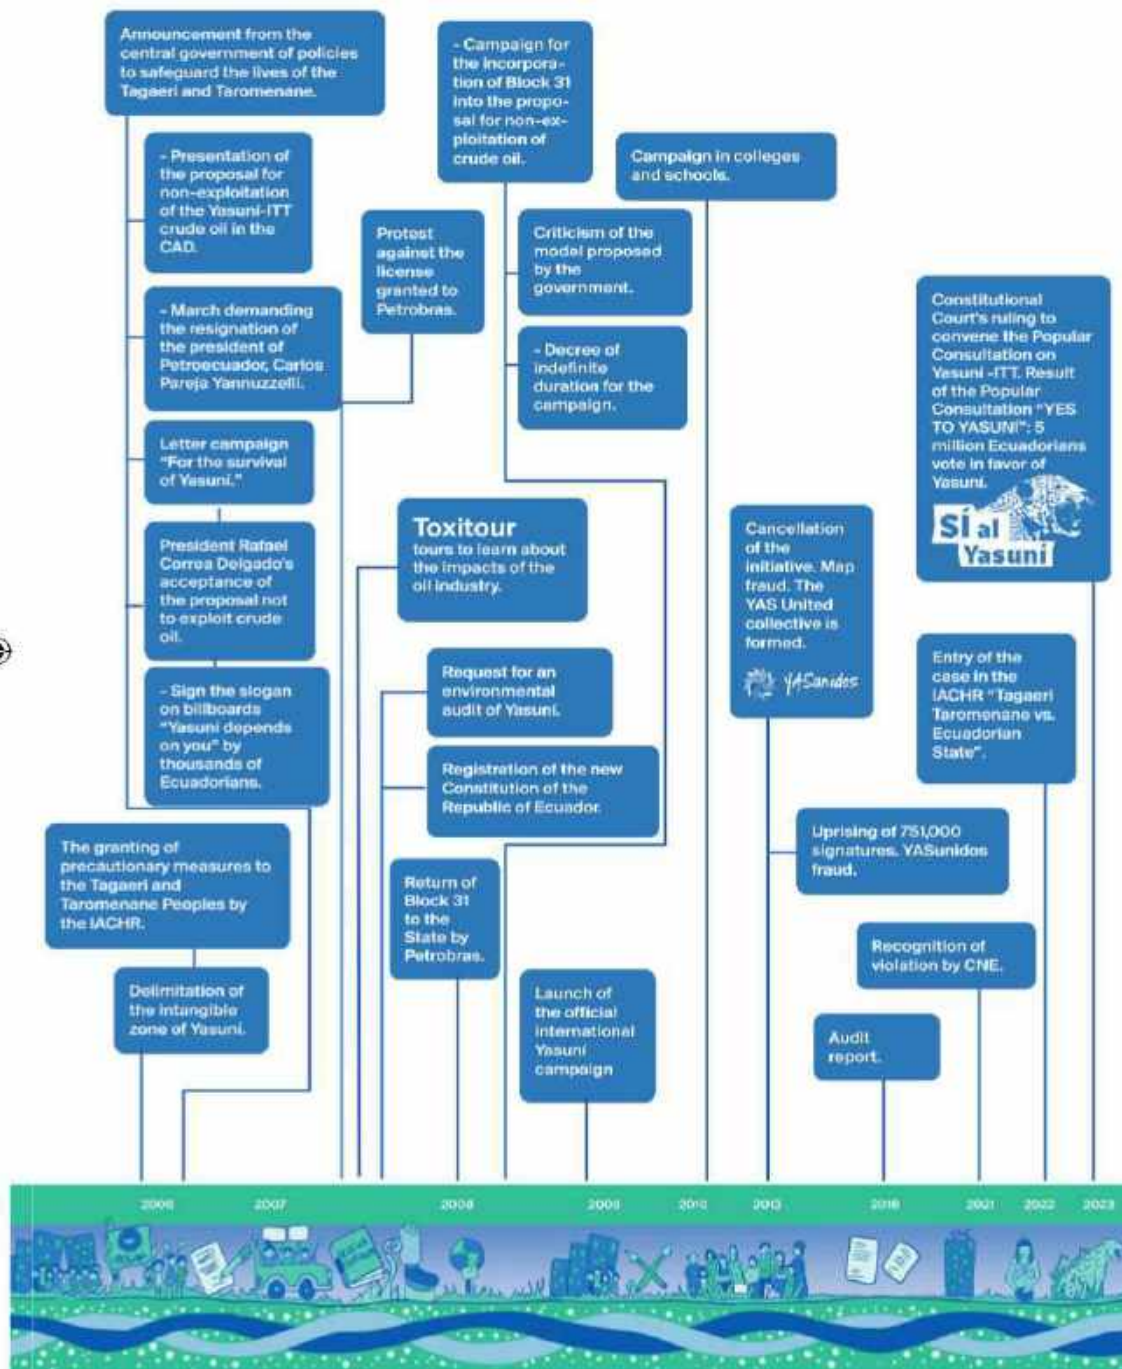 Announcement from the
central government of policies
to safeguard the lives of the
Tagaeri and Taromenane.
- Presentation of
the proposal for
non-exploitation
of the Yasuni-ITT
crude oil in the
CAD.
- March demanding
the resignation of
the president of
Petroecuador, Carlos
Pareja Yannuzzelli.
Letter campaign
"For the survival
of Yasuní."
President Rafael
Correa Delgado's
acceptance of
the proposal not
to exploit crude
oil.
- Sign the slogan
on billboards
"Yasuní depends
on you" by
thousands of
Ecuadorians.
The granting of
precautionary measures to
the Tagaeri and
Taromenane Peoples by
the IACHR.
Delimitation of
the intangible
zone of Yasuní.
Protest
against the
license
granted to
Petrobras.
Toxitour
tours to learn about
the impacts of the
oil industry.
Request for an
environmental
audit of Yasuní.
Registration of the new
Constitution of the
Republic of Ecuador.
Return of
Block 31
to the
State by
Petrobras.
- Campaign for
the incorpora-
tion of Block 31
into the propo-
sal for non-ex-
ploitation of
crude oil.
Criticism of the
model proposed
by the
government.
- Decree of
indefinite
duration for the
campaign.
Launch of
the official
international
Yasuní
campaign
Campaign in colleges
and schools.
Cancellation
of the
initiative. Map
fraud. The
YAS United
collective is
formed.
YASunidos
Uprising of 751,000
signatures. YASunidos
fraud.
Audit
report.
Recognition of
violation by CNE.
Entry of the
case in the
IACHR "Tagaeri
Taromenane vs.
Ecuadorian
State".
Constitutional
Court's ruling to
convene the Popular
Consultation on
Yasuní -ITT. Result
of the Popular
Consultation "YES
TO YASUNÍ": 5
million Ecuadorians
vote in favor of
Yasuní.
Sí al
Yasuní
2006 2007 2008 2009 2010 2013 2018 2021 2022 2023